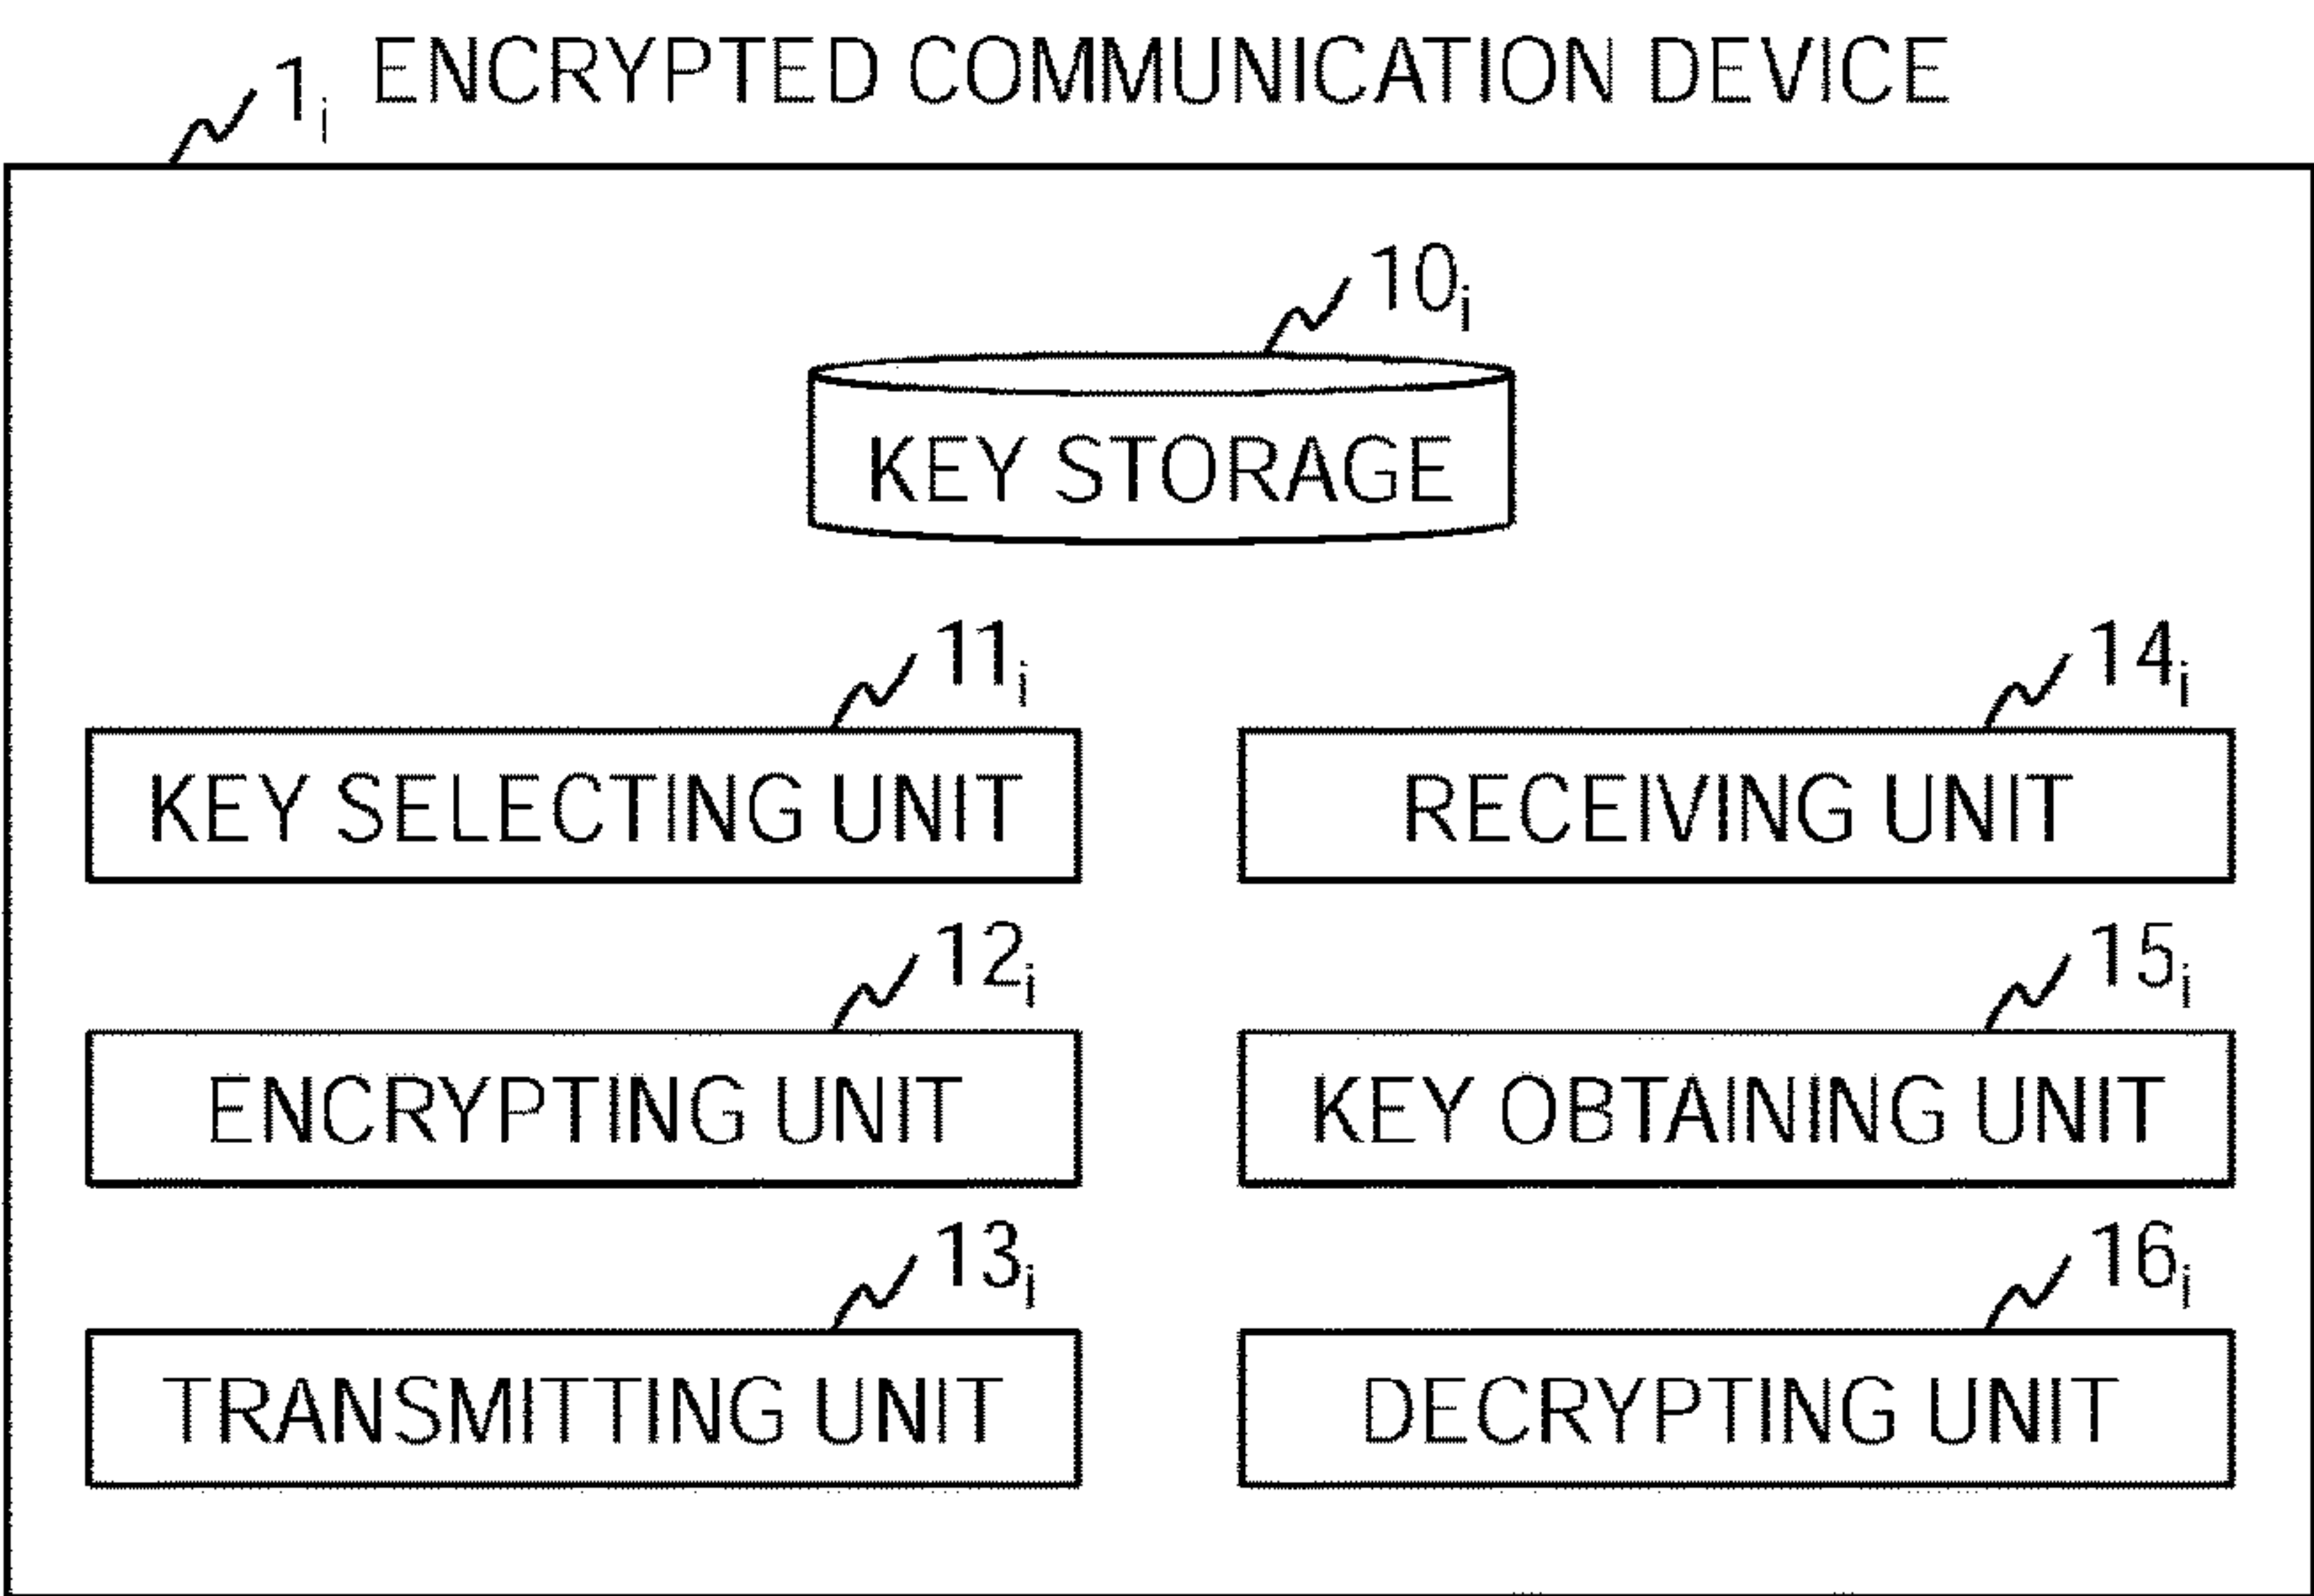 1i ENCRYPTED COMMUNICATION DEVICE
10i
KEY STORAGE
11i
KEY SELECTING UNIT
14i
RECEIVING UNIT
12i
ENCRYPTING UNIT
15i
KEY OBTAINING UNIT
13i
TRANSMITTING UNIT
16i
DECRYPTING UNIT